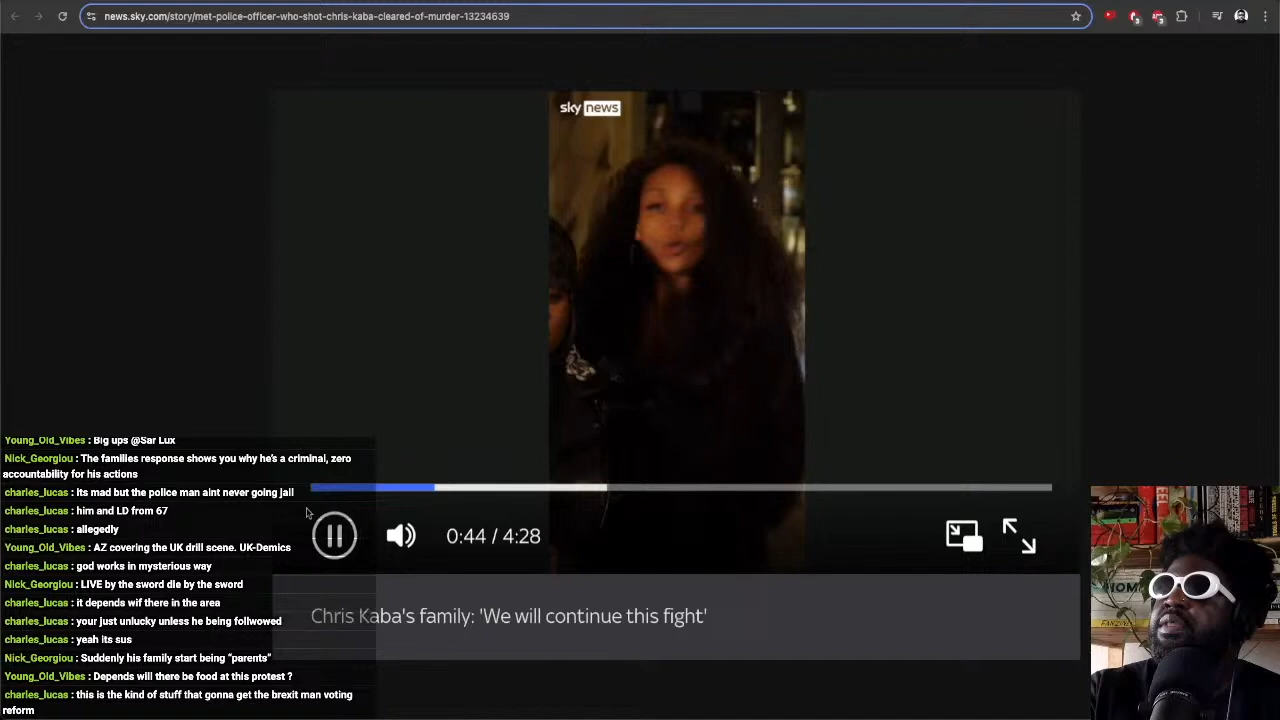 news.sky.com/story/met-police-officer-who-shot-chris-kaba-cleared-of-murder-13234639
sky news
Young_Old_Vibes : Big ups @Sar Lux
Nick_Georgiou : The families response shows you why he's a criminal, zero
accountability for his actions
charles_lucas : Its mad but the police man aint never going jail
charles_lucas : him and LD from 67
charles_lucas : allegedly
Young_Old_Vibes : AZ covering the UK drill scene. UK-Demics
charles_lucas : god works in mysterious way
Nick_Georgiou : LIVE by the sword die by the sword
charles_lucas : it depends wif there in the area
charles_lucas : your just unlucky unless he being follwowed
charles_lucas : yeah its sus
Nick_Georgiou : Suddenly his family start being "parents"
Young_Old_Vibes : Depends will there be food at this protest ?
charles_lucas : this is the kind of stuff that gonna get the brexit man voting
reform
0:44 / 4:28
Chris Kaba's family: 'We will continue this fight'